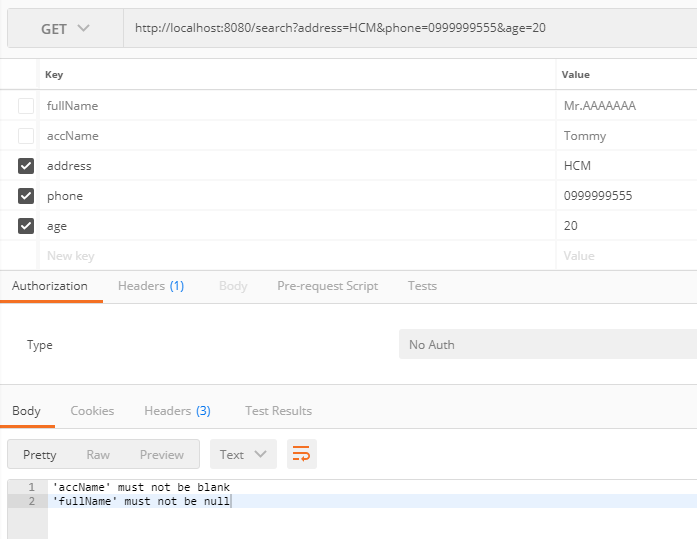 GET http://localhost:8080/search?address=HCM&phone=0999999555&age=20
Key Value
fullName Mr.AAAAAAA
accName Tommy
address HCM
phone 0999999555
age 20
New key Value
Authorization Headers (1) Body Pre-request Script Tests
Type No Auth
Body Cookies Headers (3) Test Results
Pretty Raw Preview Text
1 'accName' must not be blank
2 'fullName' must not be null